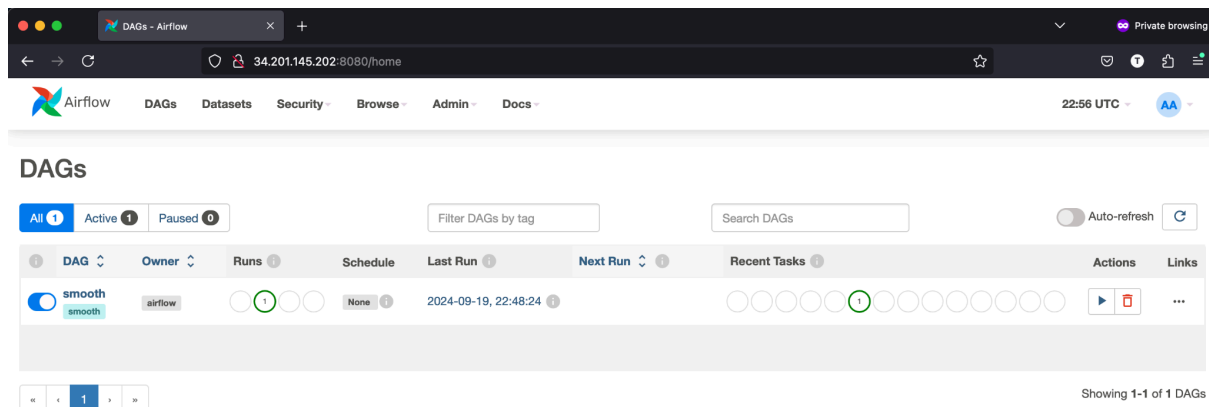 DAGs - Airflow
Private browsing
34.201.145.202:8080/home
T
Airflow DAGs Datasets Security Browse Admin Docs 22:56 UTC AA
DAGs
All 1 Active 1 Paused 0 Filter DAGs by tag Search DAGs Auto-refresh
DAG Owner Runs Schedule Last Run Next Run Recent Tasks Actions Links
smooth airflow 1 None 2024-09-19, 22:48:24 1
smooth
« ‹ 1 › » Showing 1-1 of 1 DAGs